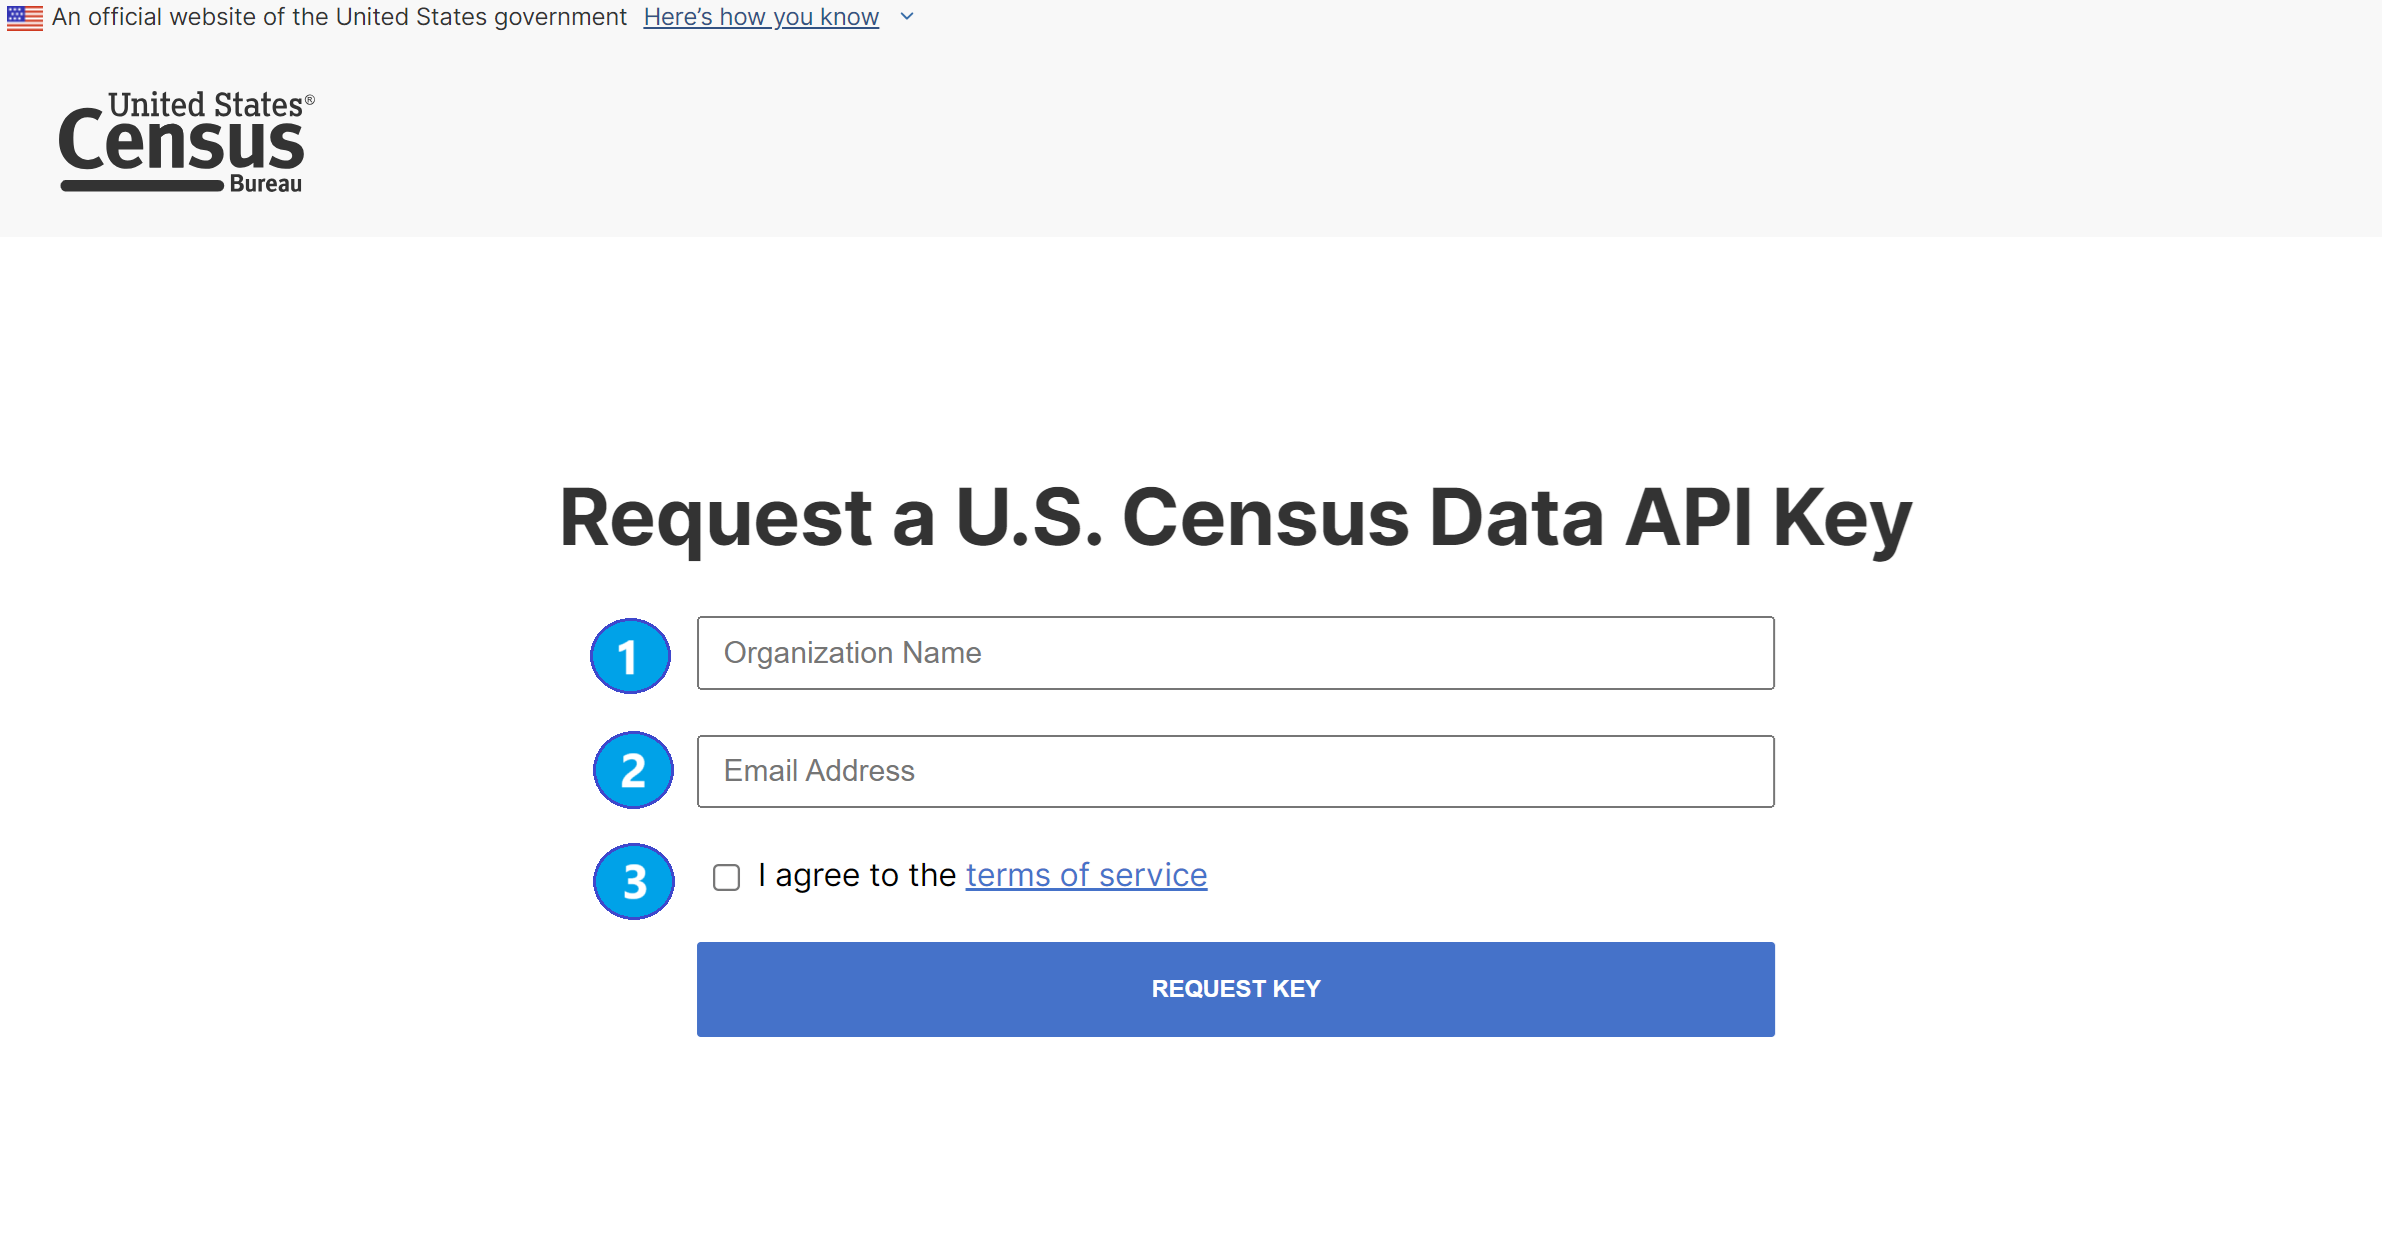 An official website of the United States government Here’s how you know
United States®
Census
Bureau
Request a U.S. Census Data API Key
1 Organization Name
2 Email Address
3 I agree to the terms of service
REQUEST KEY